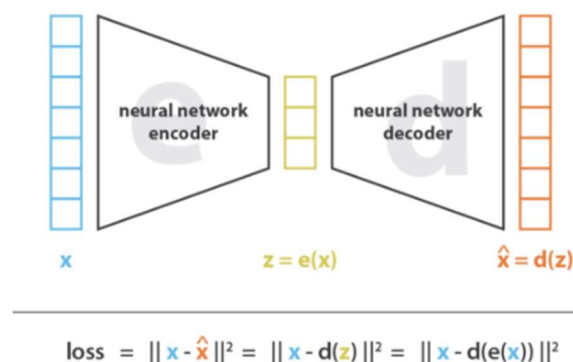 e
d
neural network
encoder
neural network
decoder
x
z = e(x)
x̂ = d(z)
loss = || x - x̂ ||² = || x - d(z) ||² = || x - d(e(x)) ||²